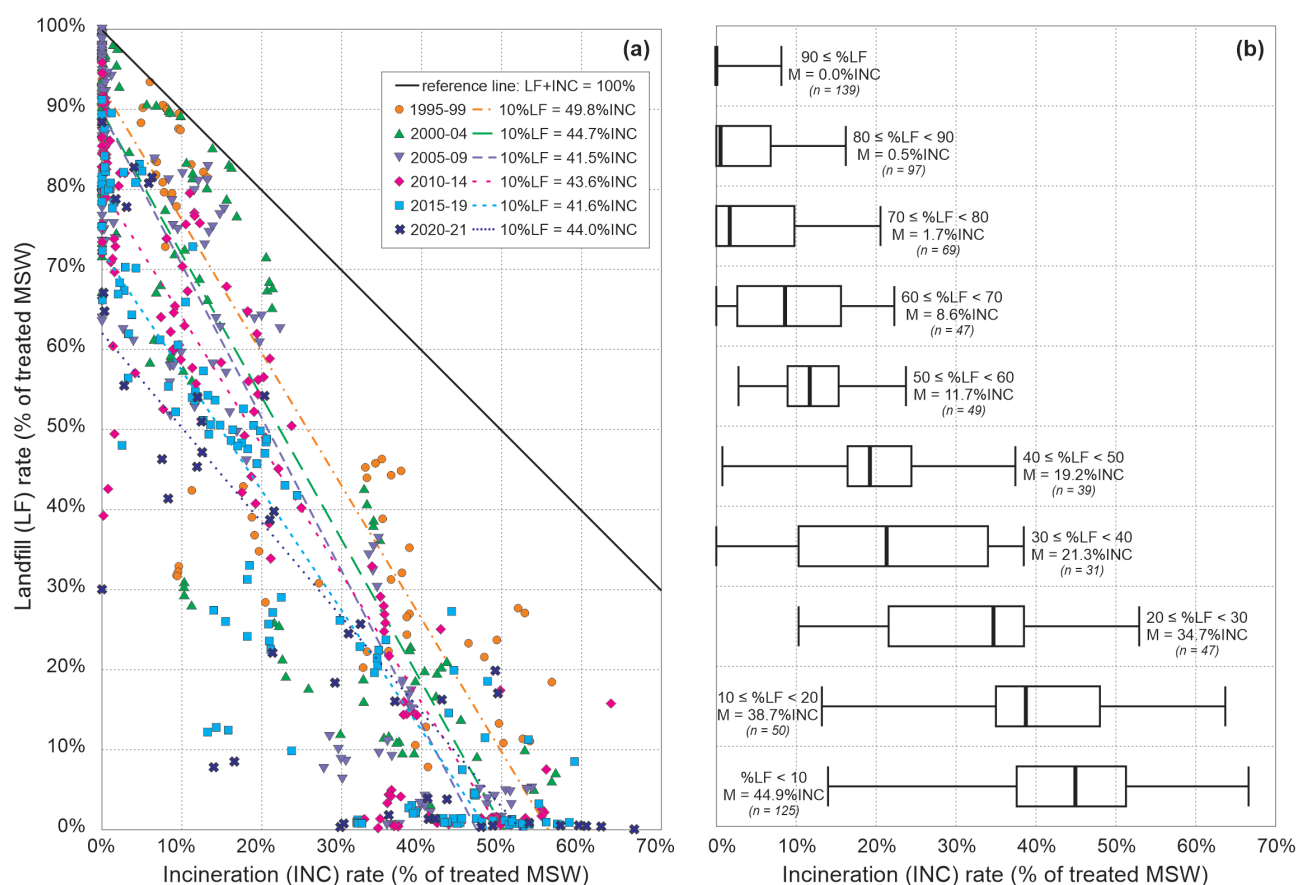 100%
90%
80%
70%
60%
50%
40%
30%
20%
10%
0%
Landfill (LF) rate (% of treated MSW)
(a)
reference line: LF+INC = 100%
1995-99 10%LF = 49.8%INC
2000-04 10%LF = 44.7%INC
2005-09 10%LF = 41.5%INC
2010-14 10%LF = 43.6%INC
2015-19 10%LF = 41.6%INC
2020-21 10%LF = 44.0%INC
0% 10% 20% 30% 40% 50% 60% 70%
Incineration (INC) rate (% of treated MSW)
(b)
90 ≤ %LF
M = 0.0%INC
(n = 139)
80 ≤ %LF < 90
M = 0.5%INC
(n = 97)
70 ≤ %LF < 80
M = 1.7%INC
(n = 69)
60 ≤ %LF < 70
M = 8.6%INC
(n = 47)
50 ≤ %LF < 60
M = 11.7%INC
(n = 49)
40 ≤ %LF < 50
M = 19.2%INC
(n = 39)
30 ≤ %LF < 40
M = 21.3%INC
(n = 31)
20 ≤ %LF < 30
M = 34.7%INC
(n = 47)
10 ≤ %LF < 20
M = 38.7%INC
(n = 50)
%LF < 10
M = 44.9%INC
(n = 125)
0% 10% 20% 30% 40% 50% 60% 70%
Incineration (INC) rate (% of treated MSW)